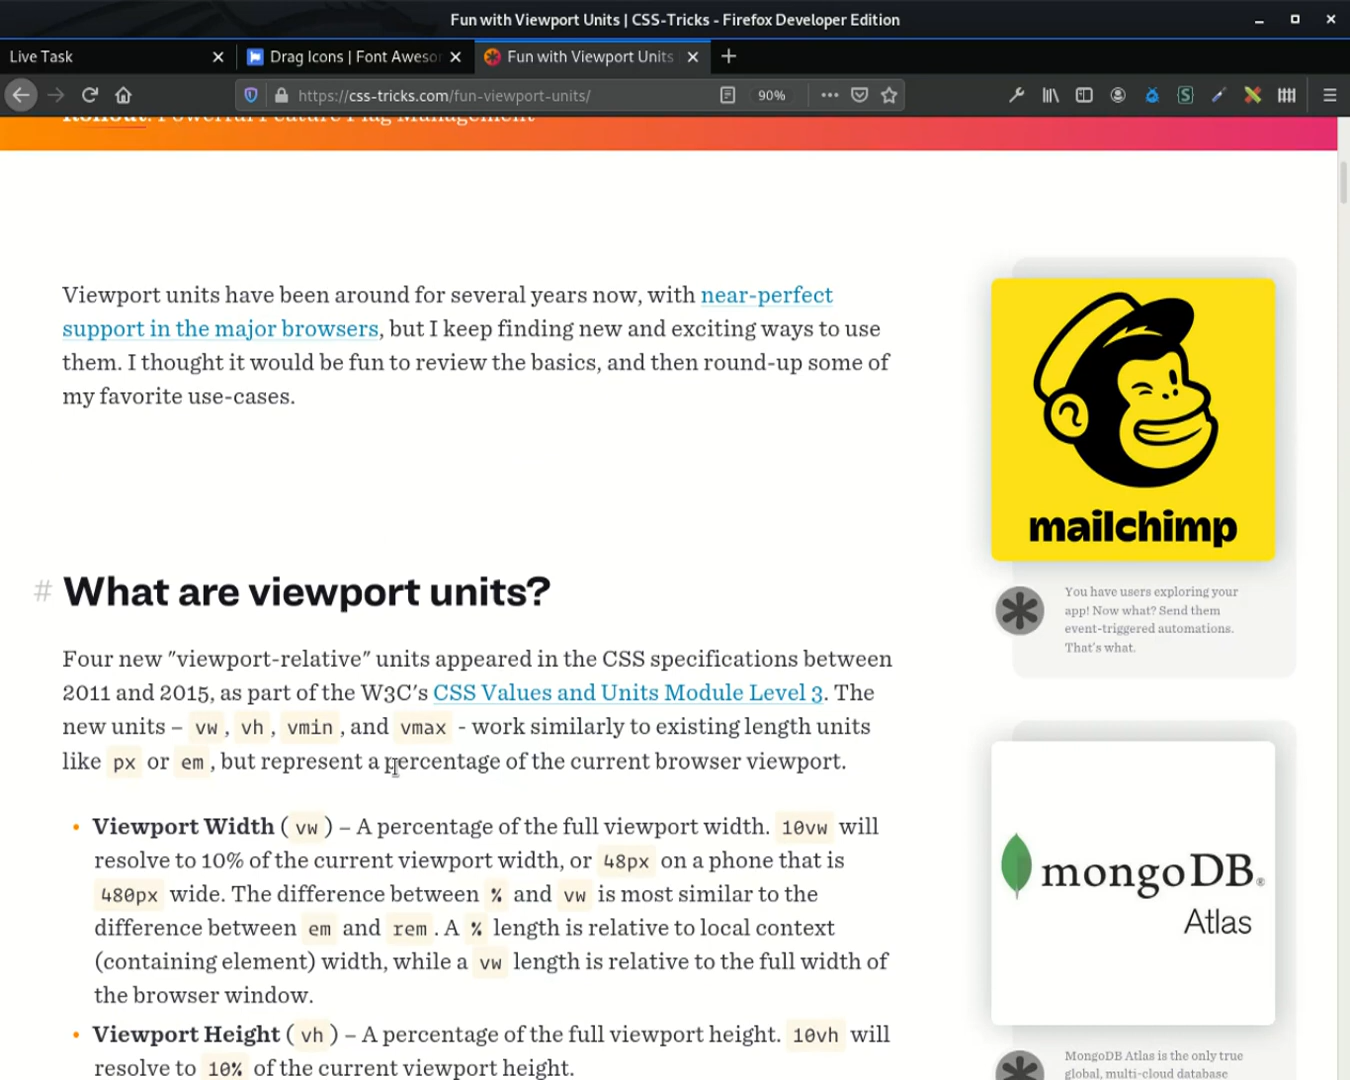 Fun with Viewport Units | CSS-Tricks - Firefox Developer Edition
Live Task
Drag Icons | Font Aweso
Fun with Viewport Units
https://css-tricks.com/fun-viewport-units/
90%
Rollout: Powerful Feature Flag Management
Viewport units have been around for several years now, with near-perfect
support in the major browsers, but I keep finding new and exciting ways to use
them. I thought it would be fun to review the basics, and then round-up some of
my favorite use-cases.
# What are viewport units?
Four new "viewport-relative" units appeared in the CSS specifications between
2011 and 2015, as part of the W3C's CSS Values and Units Module Level 3. The
new units – vw, vh, vmin, and vmax - work similarly to existing length units
like px or em, but represent a percentage of the current browser viewport.
• Viewport Width (vw) – A percentage of the full viewport width. 10vw will
resolve to 10% of the current viewport width, or 48px on a phone that is
480px wide. The difference between % and vw is most similar to the
difference between em and rem. A % length is relative to local context
(containing element) width, while a vw length is relative to the full width of
the browser window.
• Viewport Height (vh) – A percentage of the full viewport height. 10vh will
resolve to 10% of the current viewport height.
mailchimp
You have users exploring your
app! Now what? Send them
event-triggered automations.
That's what.
mongoDB®
Atlas
MongoDB Atlas is the only true
global, multi-cloud database